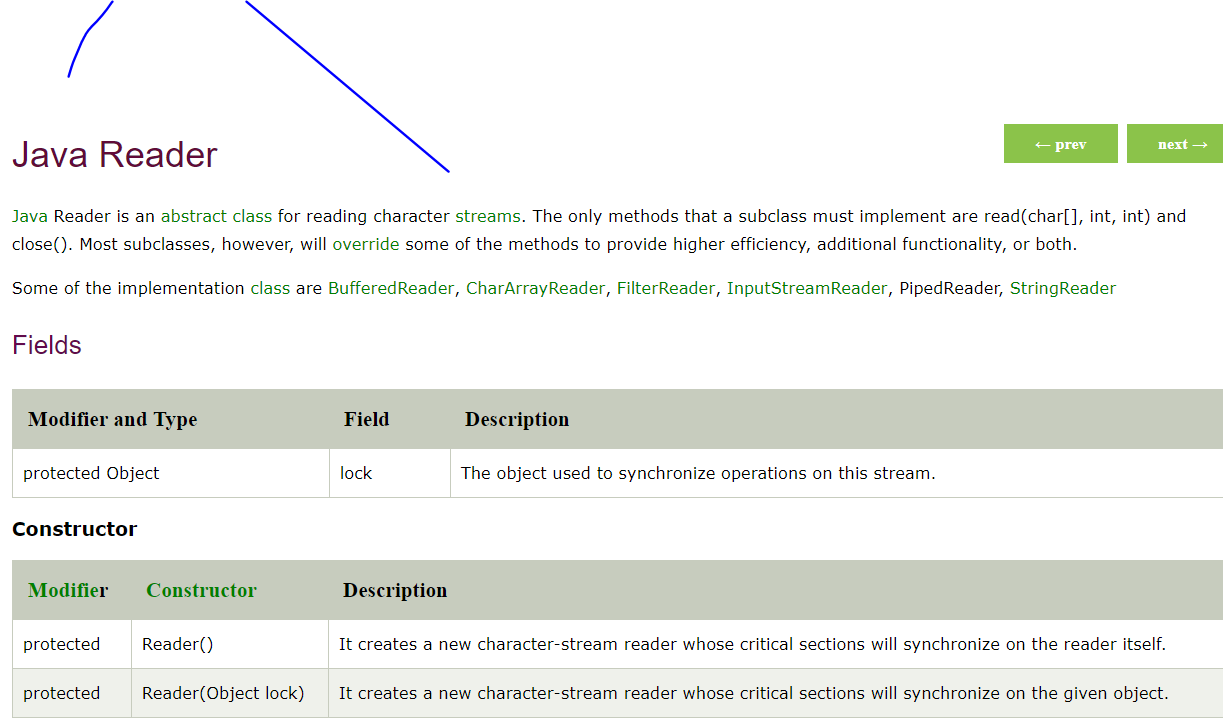 ← prev
next →
Java Reader
Java Reader is an abstract class for reading character streams. The only methods that a subclass must implement are read(char[], int, int) and
close(). Most subclasses, however, will override some of the methods to provide higher efficiency, additional functionality, or both.
Some of the implementation class are BufferedReader, CharArrayReader, FilterReader, InputStreamReader, PipedReader, StringReader
Fields
Modifier and Type Field Description
protected Object lock The object used to synchronize operations on this stream.
Constructor
Modifier Constructor Description
protected Reader() It creates a new character-stream reader whose critical sections will synchronize on the reader itself.
protected Reader(Object lock) It creates a new character-stream reader whose critical sections will synchronize on the given object.